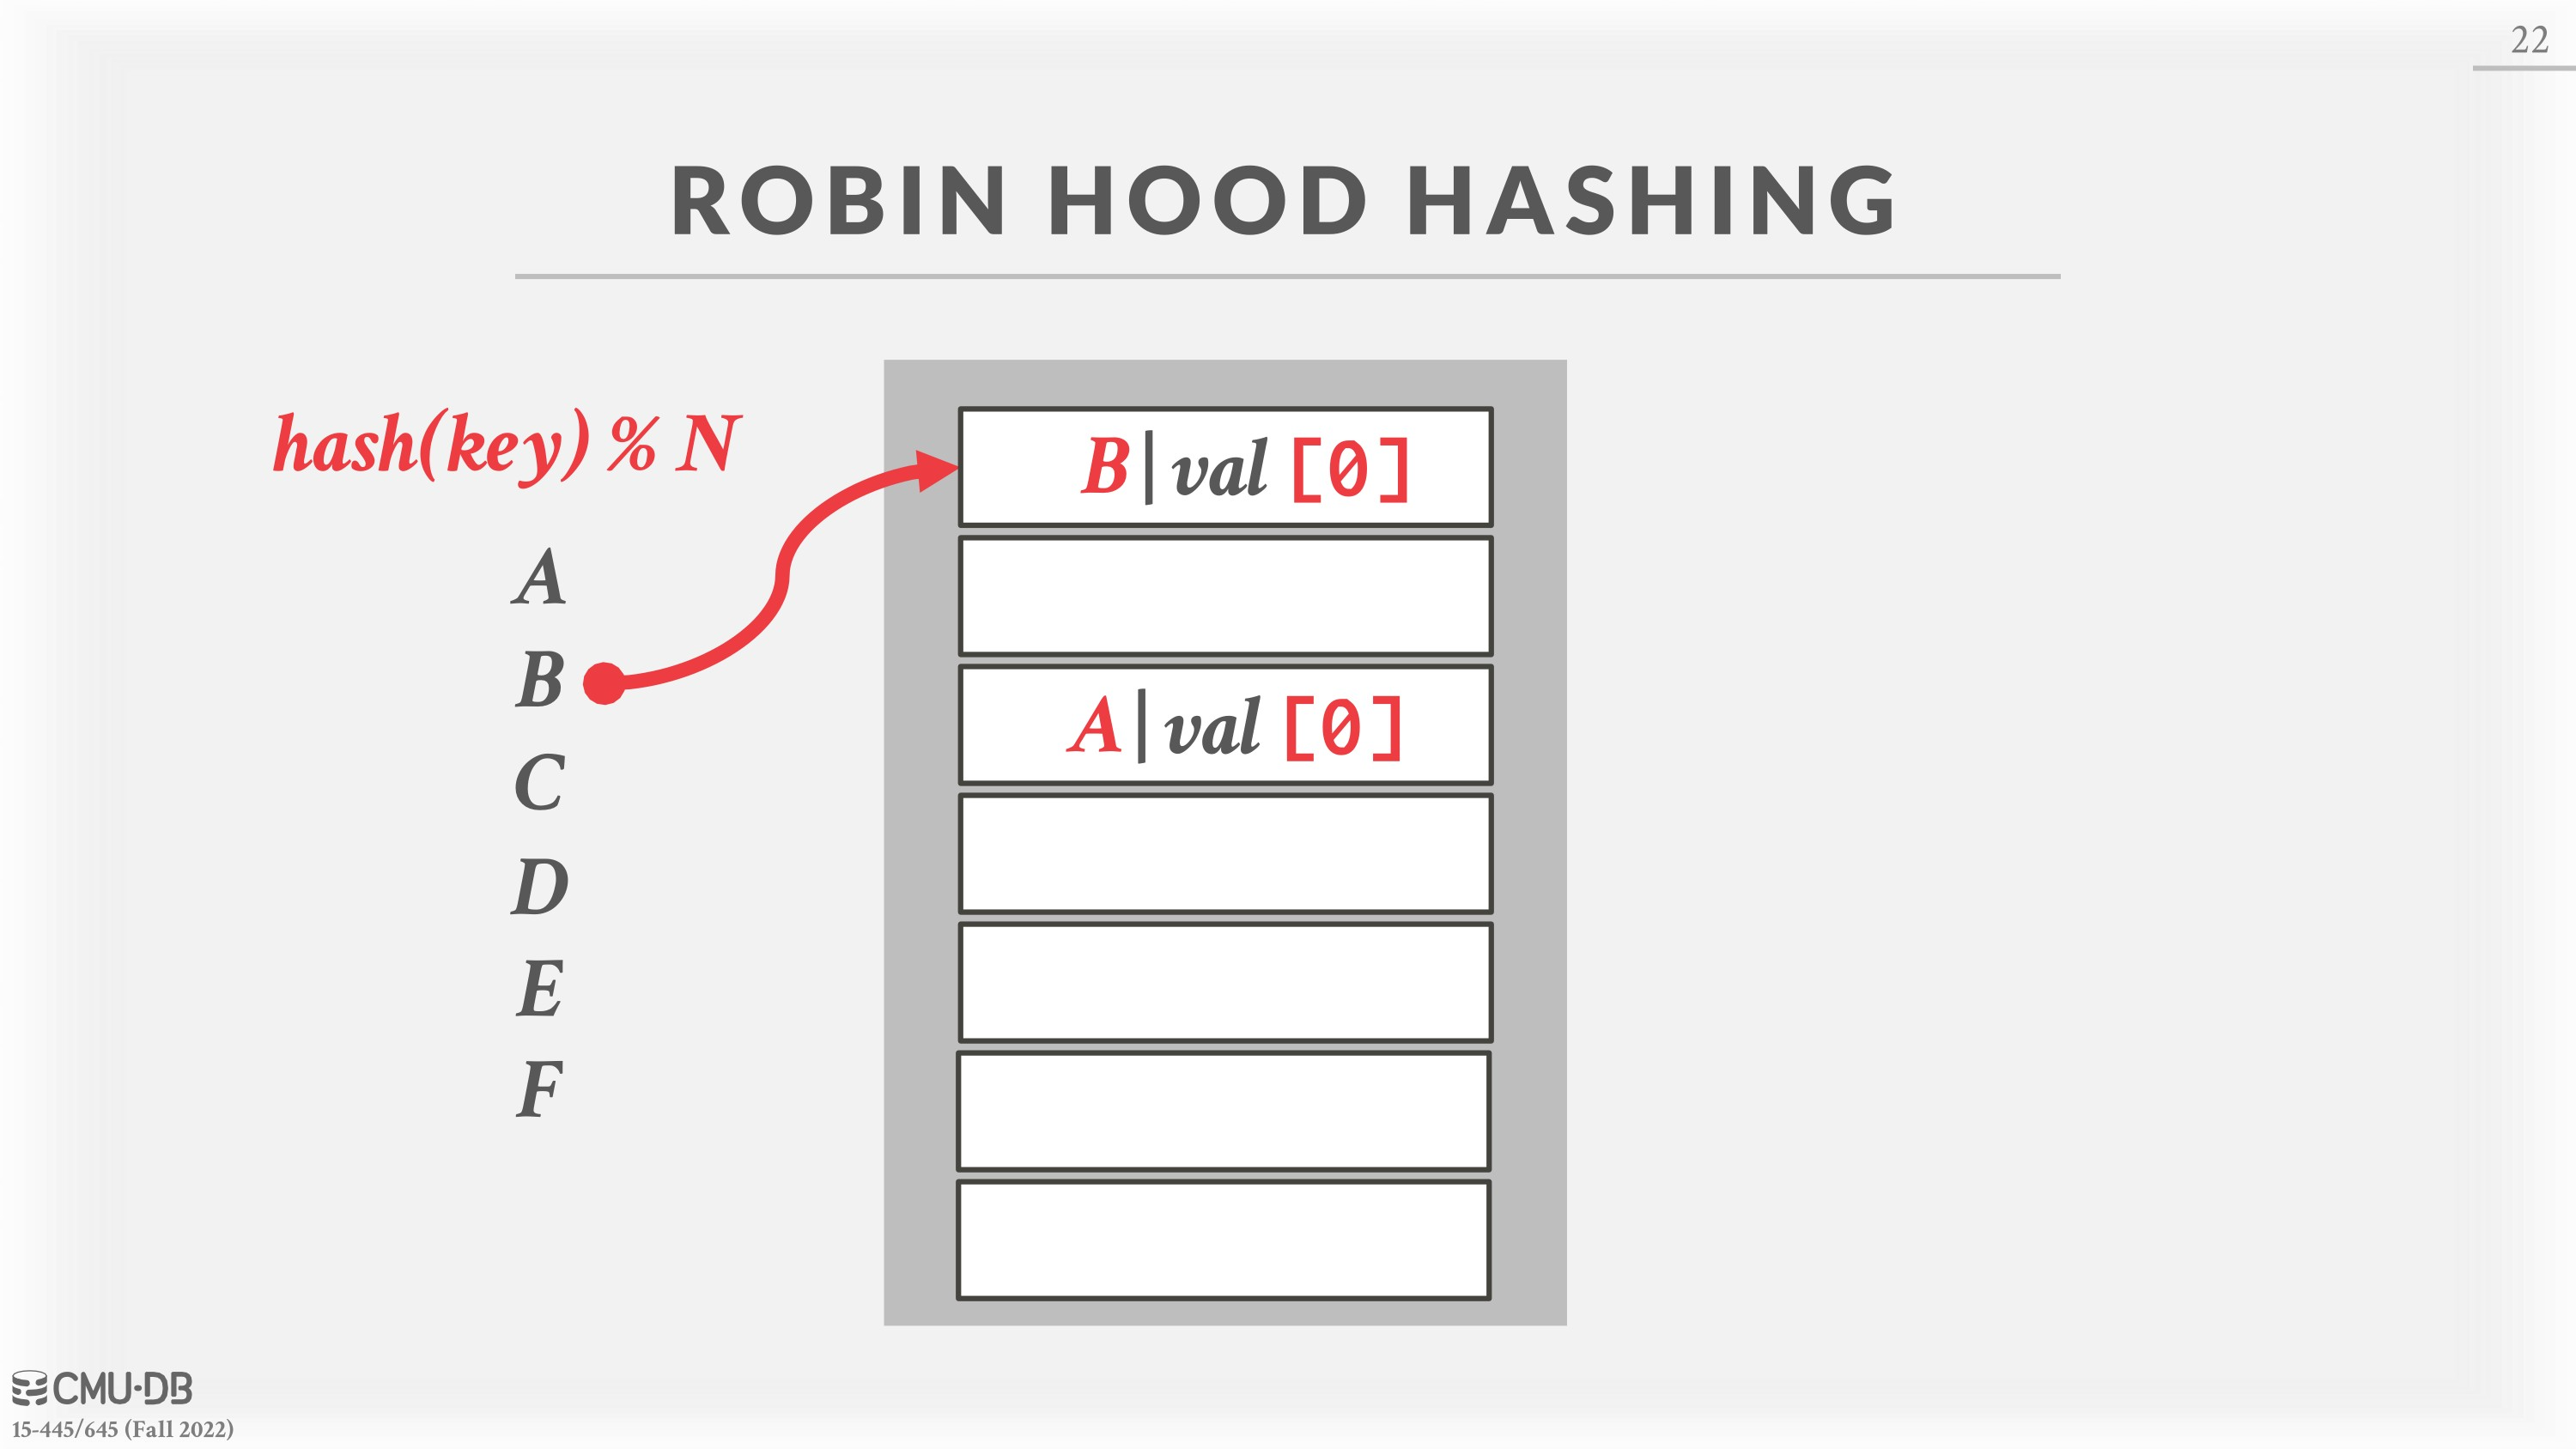 22
ROBIN HOOD HASHING
hash(key) % N
A
B
C
D
E
F
B|val [0]
A|val [0]
CMU·DB
15-445/645 (Fall 2022)